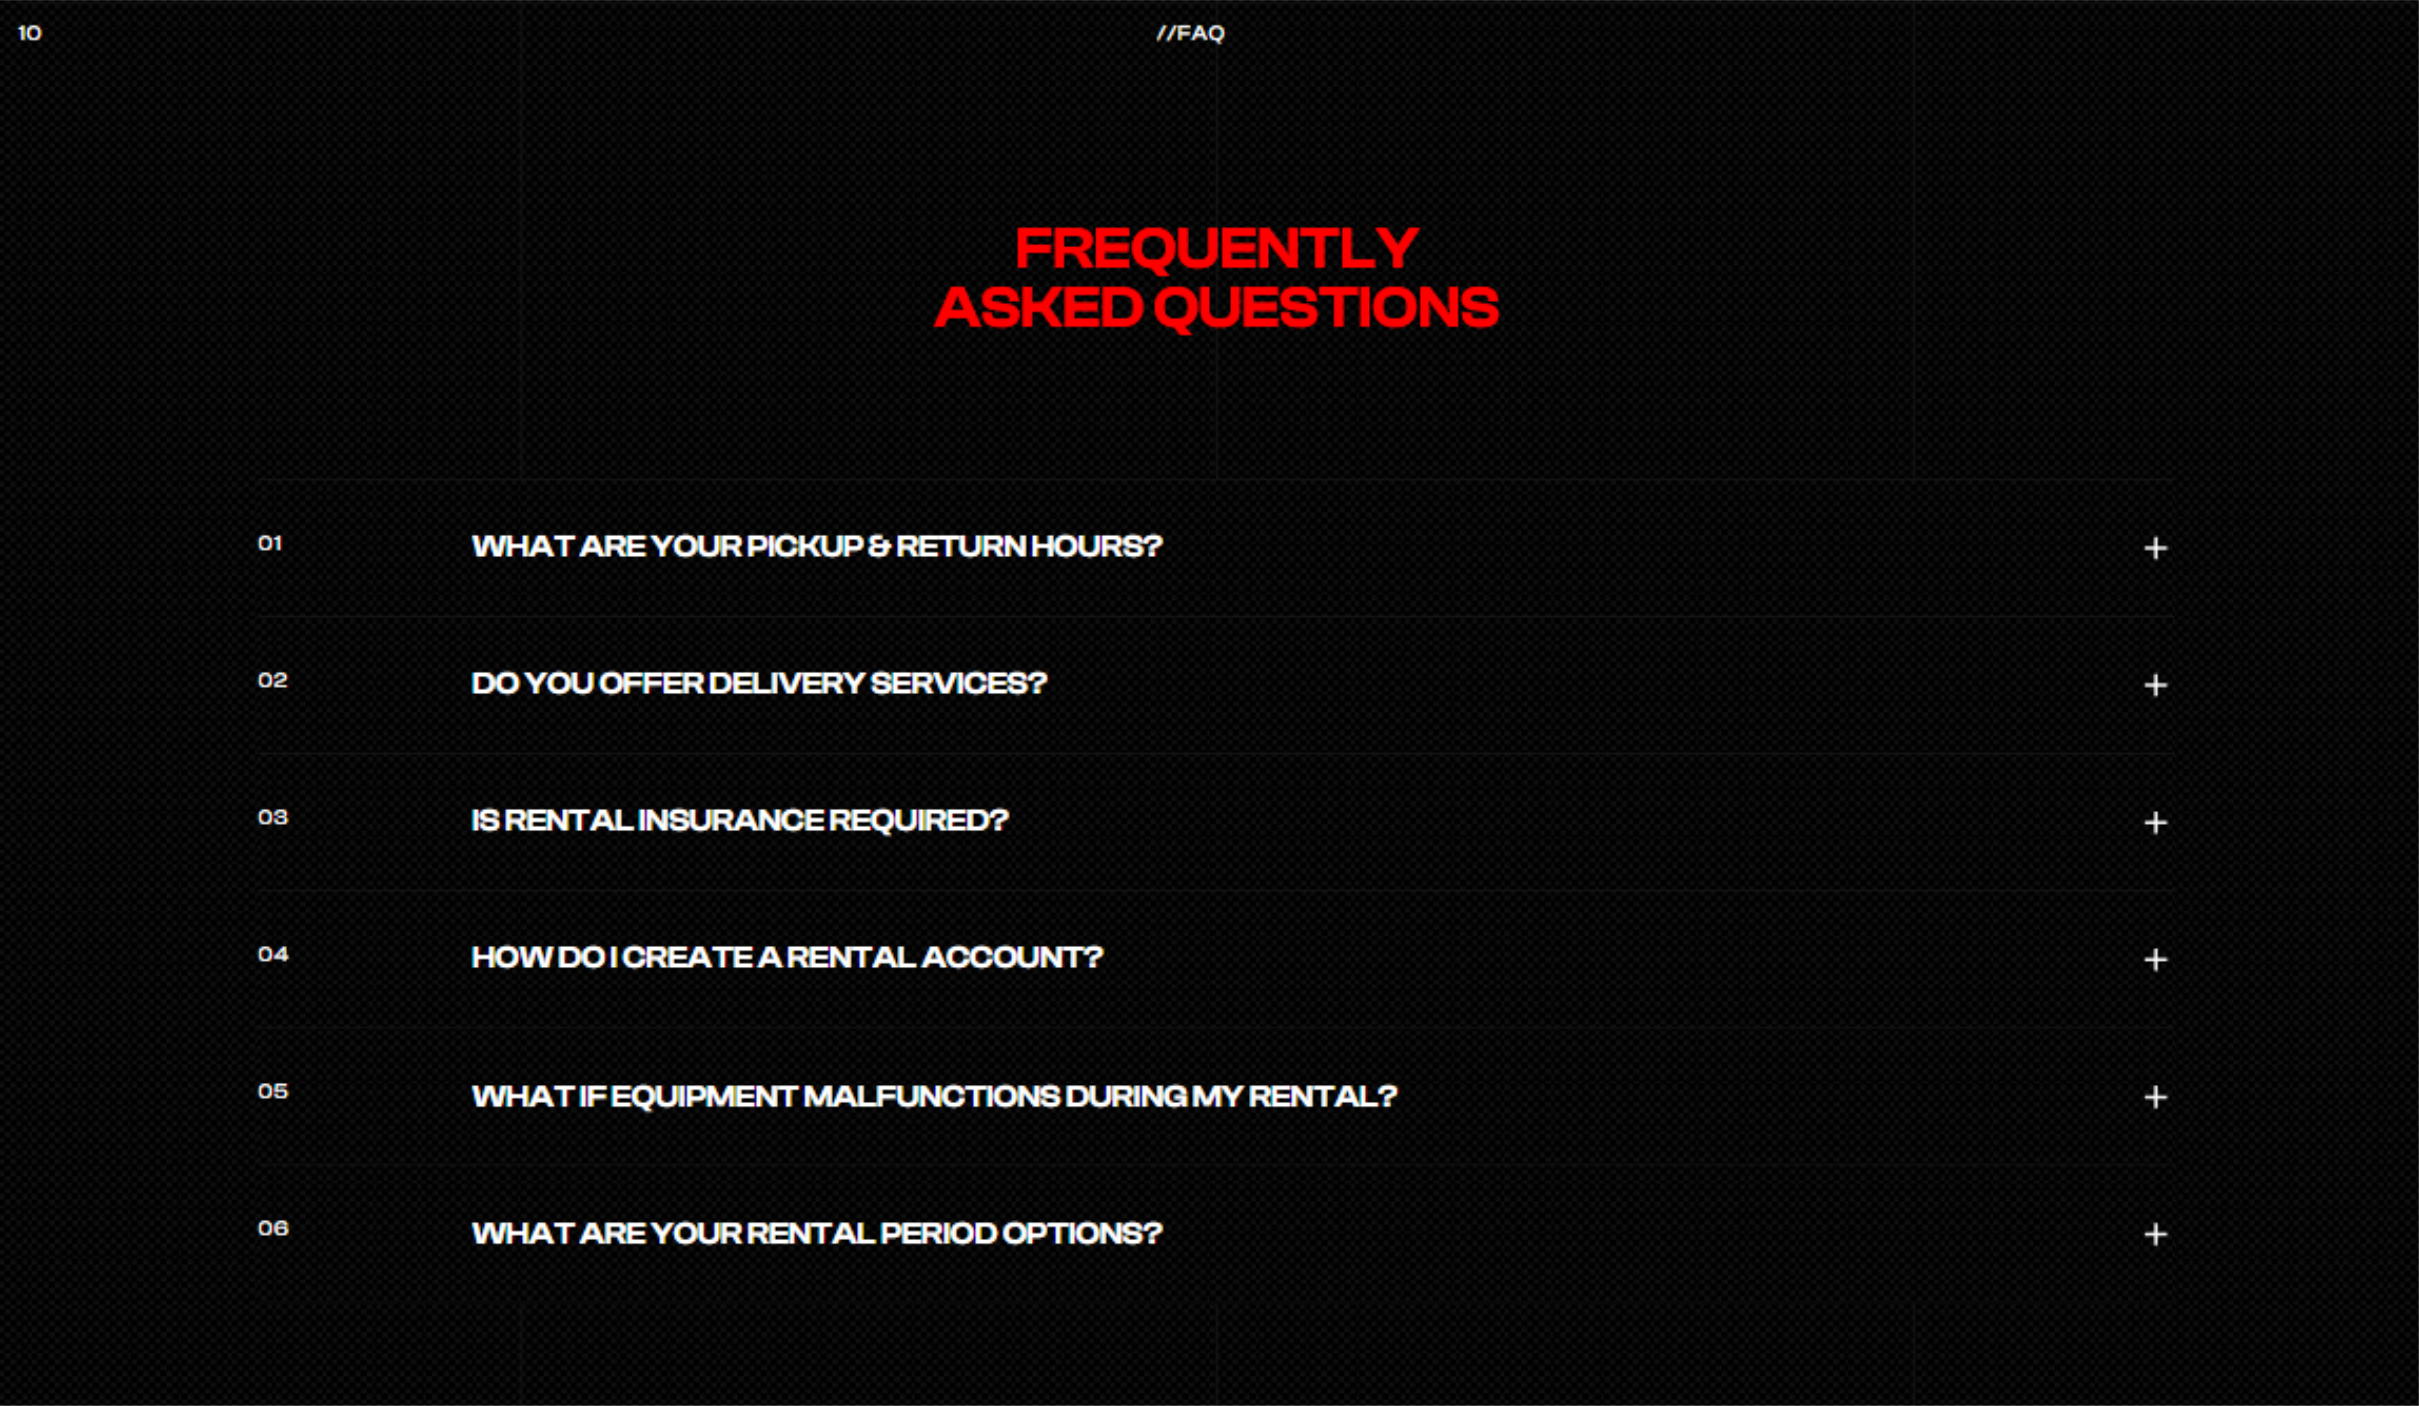 10
//FAQ
FREQUENTLY
ASKED QUESTIONS
01 WHAT ARE YOUR PICKUP & RETURN HOURS? +
02 DO YOU OFFER DELIVERY SERVICES? +
03 IS RENTAL INSURANCE REQUIRED? +
04 HOW DO I CREATE A RENTAL ACCOUNT? +
05 WHAT IF EQUIPMENT MALFUNCTIONS DURING MY RENTAL? +
06 WHAT ARE YOUR RENTAL PERIOD OPTIONS? +